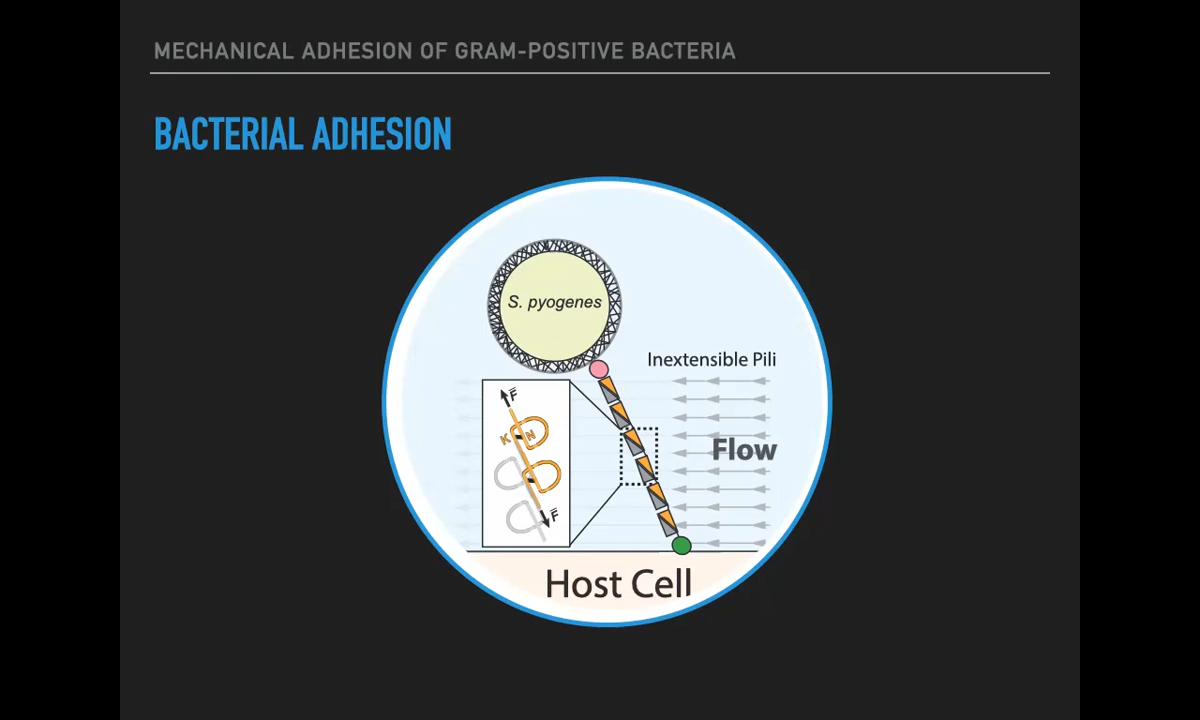 MECHANICAL ADHESION OF GRAM-POSITIVE BACTERIA
BACTERIAL ADHESION
S. pyogenes
Inextensible Pili
F
K N
Flow
F
Host Cell